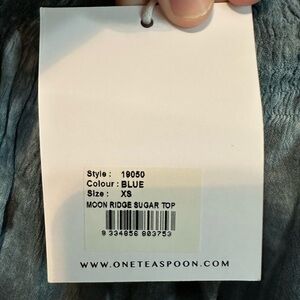 Style : 19050
Colour : BLUE
Size : XS
MOON RIDGE SUGAR TOP
9 334856 803753
WWW.ONETEASPOON.COM